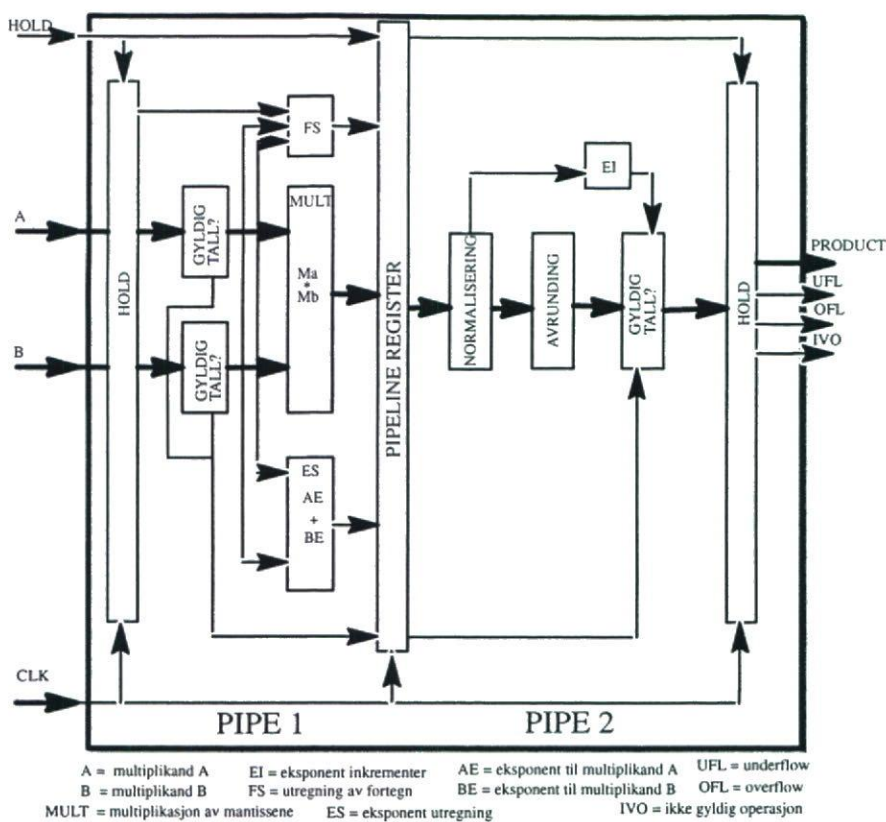 HOLD
FS
EI
MULT
A
GYLDIG
TALL?
Ma
*
Mb
HOLD
B
GYLDIG
TALL?
PIPELINE REGISTER
NORMALISERING
AVRUNDING
GYLDIG
TALL?
HOLD
PRODUCT
UFL
OFL
IVO
ES
AE
+
BE
CLK
PIPE 1
PIPE 2
A = multiplikand A EI = eksponent inkrementer AE = eksponent til multiplikand A UFL = underflow
B = multiplikand B FS = utregning av fortegn BE = eksponent til multiplikand B OFL = overflow
MULT = multiplikasjon av mantissene ES = eksponent utregning IVO = ikke gyldig operasjon